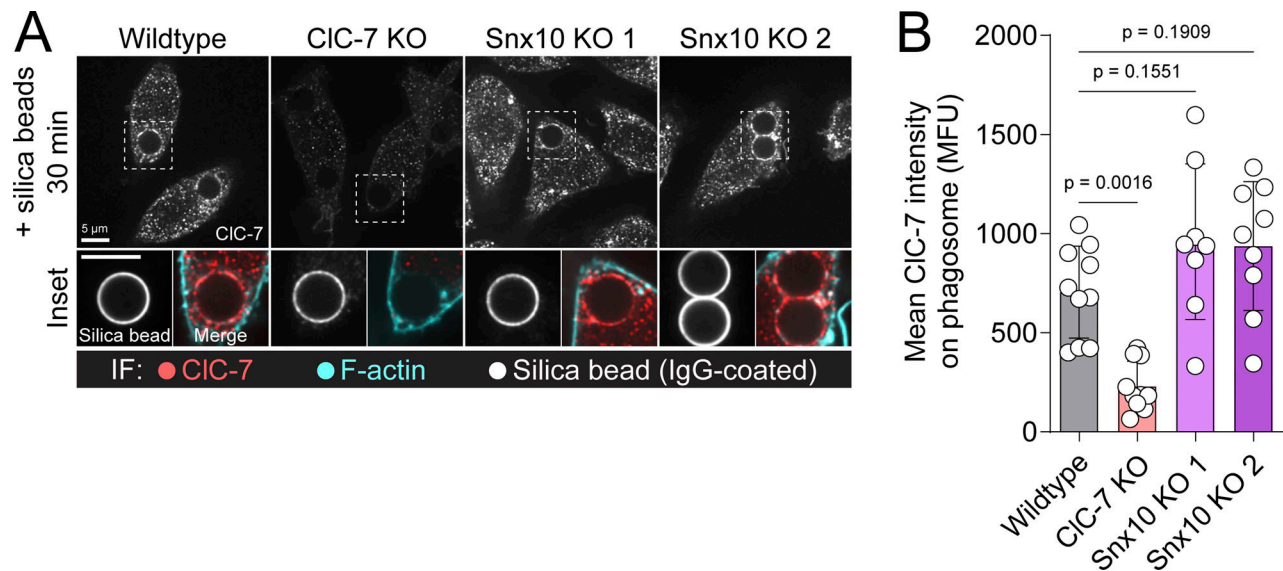 A
Wildtype
ClC-7 KO
Snx10 KO 1
Snx10 KO 2
+ silica beads
30 min
5 µm
ClC-7
Inset
Silica bead
Merge
IF: ClC-7 F-actin Silica bead (IgG-coated)
B
Mean ClC-7 intensity
on phagosome (MFU)
2000
1500
1000
500
0
p = 0.1909
p = 0.1551
p = 0.0016
Wildtype
ClC-7 KO
Snx10 KO 1
Snx10 KO 2